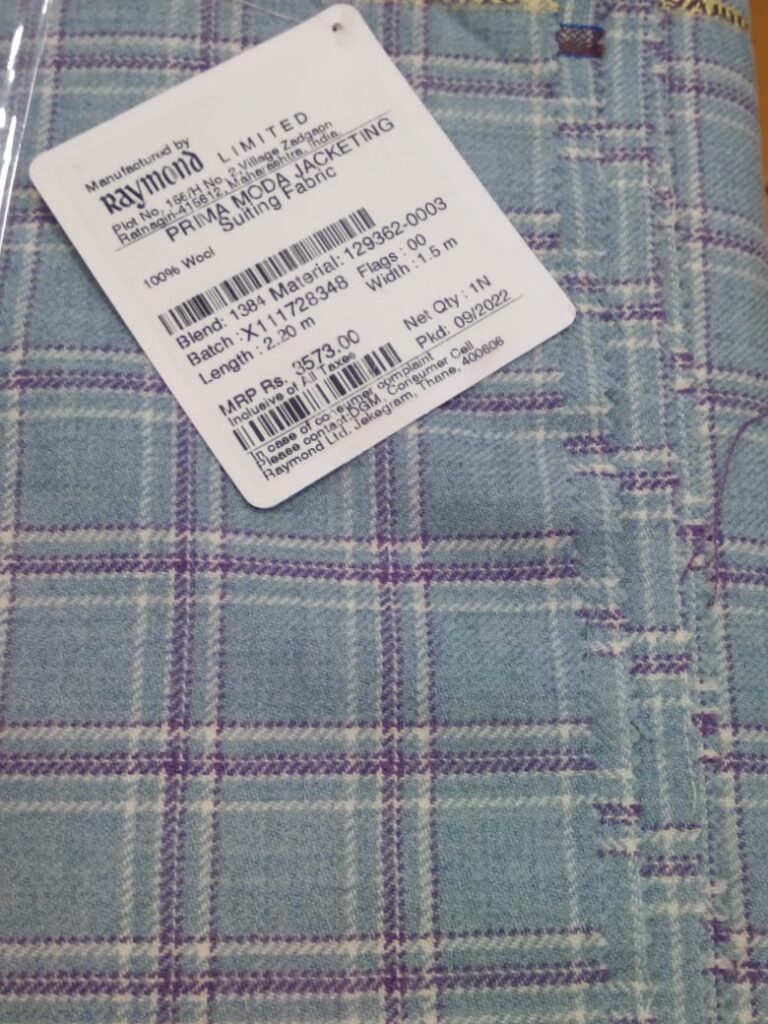 Manufactured by
Raymond LIMITED
Plot No. 156/H No. 2, Village Zadgaon
Ratnagiri-415612, Maharashtra, India.
PRIMA MODA JACKETING
Suiting Fabric
100% Wool
Blend: 1384 Material: 129362-0003
Batch : X111728348 Flags : 00
Length : 2.20 m Width : 1.5 m
MRP Rs. 3573.00 Net Qty : 1N
Inclusive of All Taxes Pkd: 09/2022
In case of consumer complaint
Please contact:DGM, Consumer Cell
Raymond Ltd. Jekegram, Thane, 400606